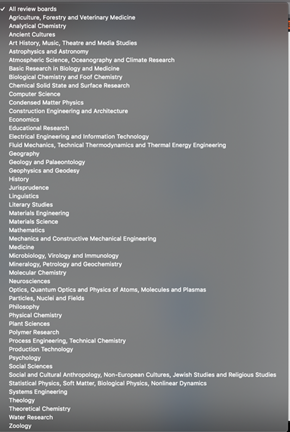 ✓ All review boards
Agriculture, Forestry and Veterinary Medicine
Analytical Chemistry
Ancient Cultures
Art History, Music, Theatre and Media Studies
Astrophysics and Astronomy
Atmospheric Science, Oceanography and Climate Research
Basic Research in Biology and Medicine
Biological Chemistry and Foof Chemistry
Chemical Solid State and Surface Research
Computer Science
Condensed Matter Physics
Construction Engineering and Architecture
Economics
Educational Research
Electrical Engineering and Information Technology
Fluid Mechanics, Technical Thermodynamics and Thermal Energy Engineering
Geography
Geology and Palaeontology
Geophysics and Geodesy
History
Jurisprudence
Linguistics
Literary Studies
Materials Engineering
Materials Science
Mathematics
Mechanics and Constructive Mechanical Engineering
Medicine
Microbiology, Virology and Immunology
Mineralogy, Petrology and Geochemistry
Molecular Chemistry
Neurosciences
Optics, Quantum Optics and Physics of Atoms, Molecules and Plasmas
Particles, Nuclei and Fields
Philosophy
Physical Chemistry
Plant Sciences
Polymer Research
Process Engineering, Technical Chemistry
Production Technology
Psychology
Social Sciences
Social and Cultural Anthropology, Non-European Cultures, Jewish Studies and Religious Studies
Statistical Physics, Soft Matter, Biological Physics, Nonlinear Dynamics
Systems Engineering
Theology
Theoretical Chemistry
Water Research
Zoology